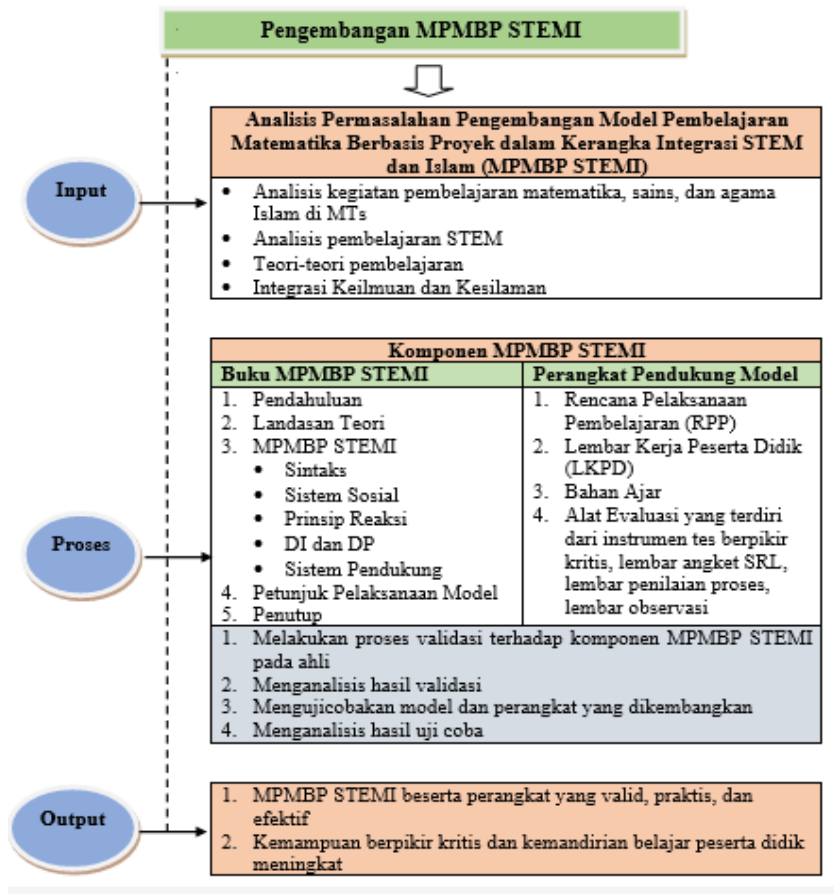 Pengembangan MPMBP STEMI
Analisis Permasalahan Pengembangan Model Pembelajaran
Matematika Berbasis Proyek dalam Kerangka Integrasi STEM
dan Islam (MPMBP STEMI)
Input
• Analisis kegiatan pembelajaran matematika, sains, dan agama
Islam di MTs
• Analisis pembelajaran STEM
• Teori-teori pembelajaran
• Integrasi Keilmuan dan Kesilaman
Proses
Komponen MPMBP STEMI
Buku MPMBP STEMI
1. Pendahuluan
2. Landasan Teori
3. MPMBP STEMI
• Sintaks
• Sistem Sosial
• Prinsip Reaksi
• DI dan DP
• Sistem Pendukung
4. Petunjuk Pelaksanaan Model
5. Penutup
Perangkat Pendukung Model
1. Rencana Pelaksanaan
Pembelajaran (RPP)
2. Lembar Kerja Peserta Didik
(LKPD)
3. Bahan Ajar
4. Alat Evaluasi yang terdiri
dari instrumen tes berpikir
kritis, lembar angket SRL,
lembar penilaian proses,
lembar observasi
1. Melakukan proses validasi terhadap komponen MPMBP STEMI
pada ahli
2. Menganalisis hasil validasi
3. Mengujicobakan model dan perangkat yang dikembangkan
4. Menganalisis hasil uji coba
Output
1. MPMBP STEMI beserta perangkat yang valid, praktis, dan
efektif
2. Kemampuan berpikir kritis dan kemandirian belajar peserta didik
meningkat